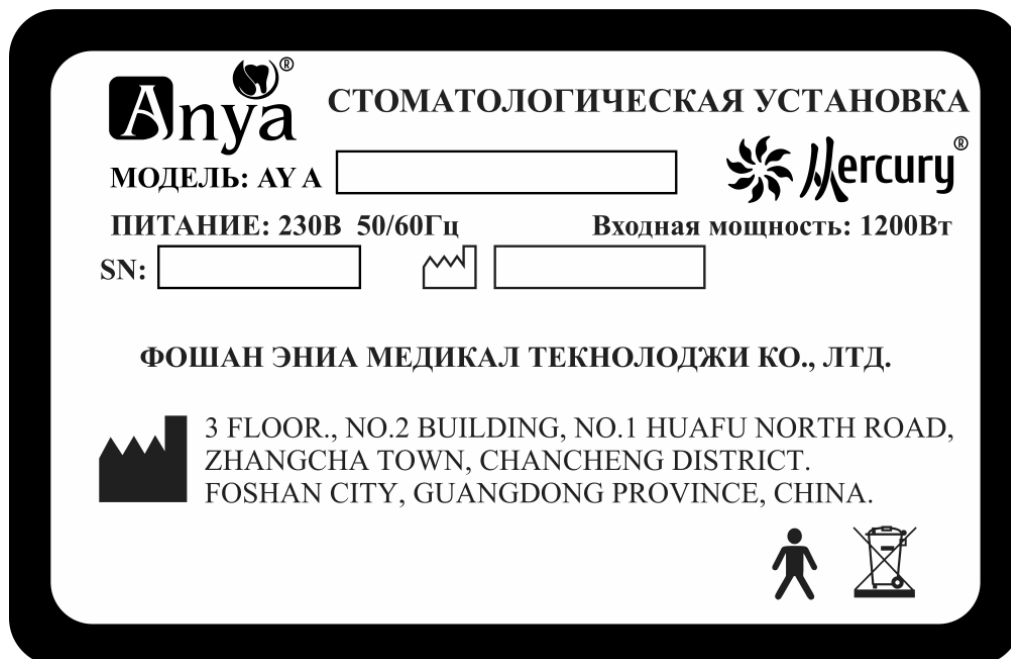 Anya®
СТОМАТОЛОГИЧЕСКАЯ УСТАНОВКА
МОДЕЛЬ: AY A
Mercury®
ПИТАНИЕ: 230В 50/60Гц
Входная мощность: 1200Вт
SN:
ФОШАН ЭНИА МЕДИКАЛ ТЕКНОЛОДЖИ КО., ЛТД.
3 FLOOR., NO.2 BUILDING, NO.1 HUAFU NORTH ROAD,
ZHANGCHA TOWN, CHANCHENG DISTRICT.
FOSHAN CITY, GUANGDONG PROVINCE, CHINA.